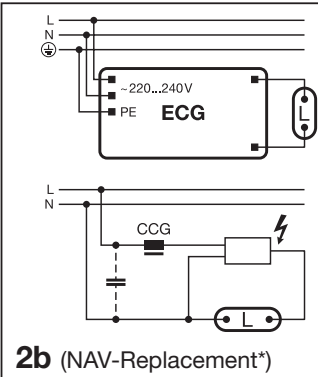 L
N
~220...240V
PE
ECG
L
L
N
CCG
L
2b (NAV-Replacement*)